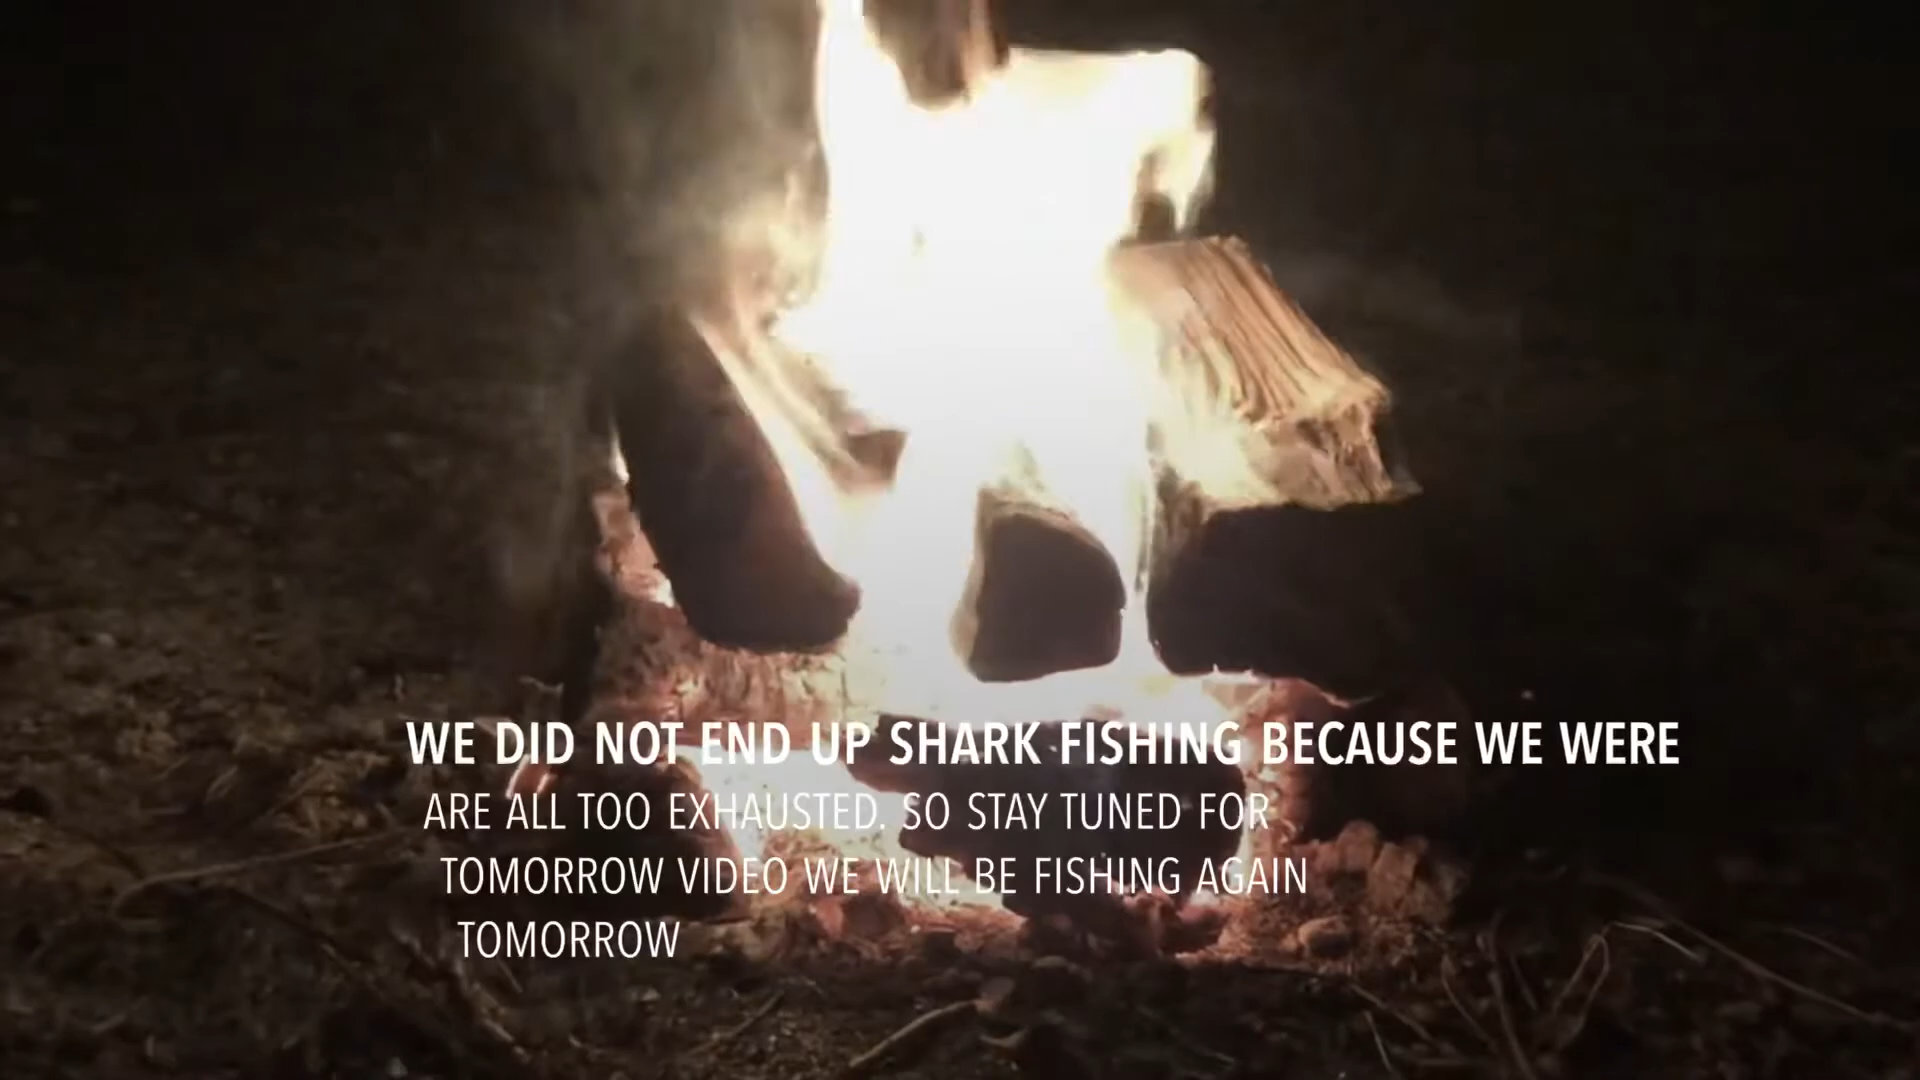 WE DID NOT END UP SHARK FISHING BECAUSE WE WERE
ARE ALL TOO EXHAUSTED. SO STAY TUNED FOR
TOMORROW VIDEO WE WILL BE FISHING AGAIN
TOMORROW